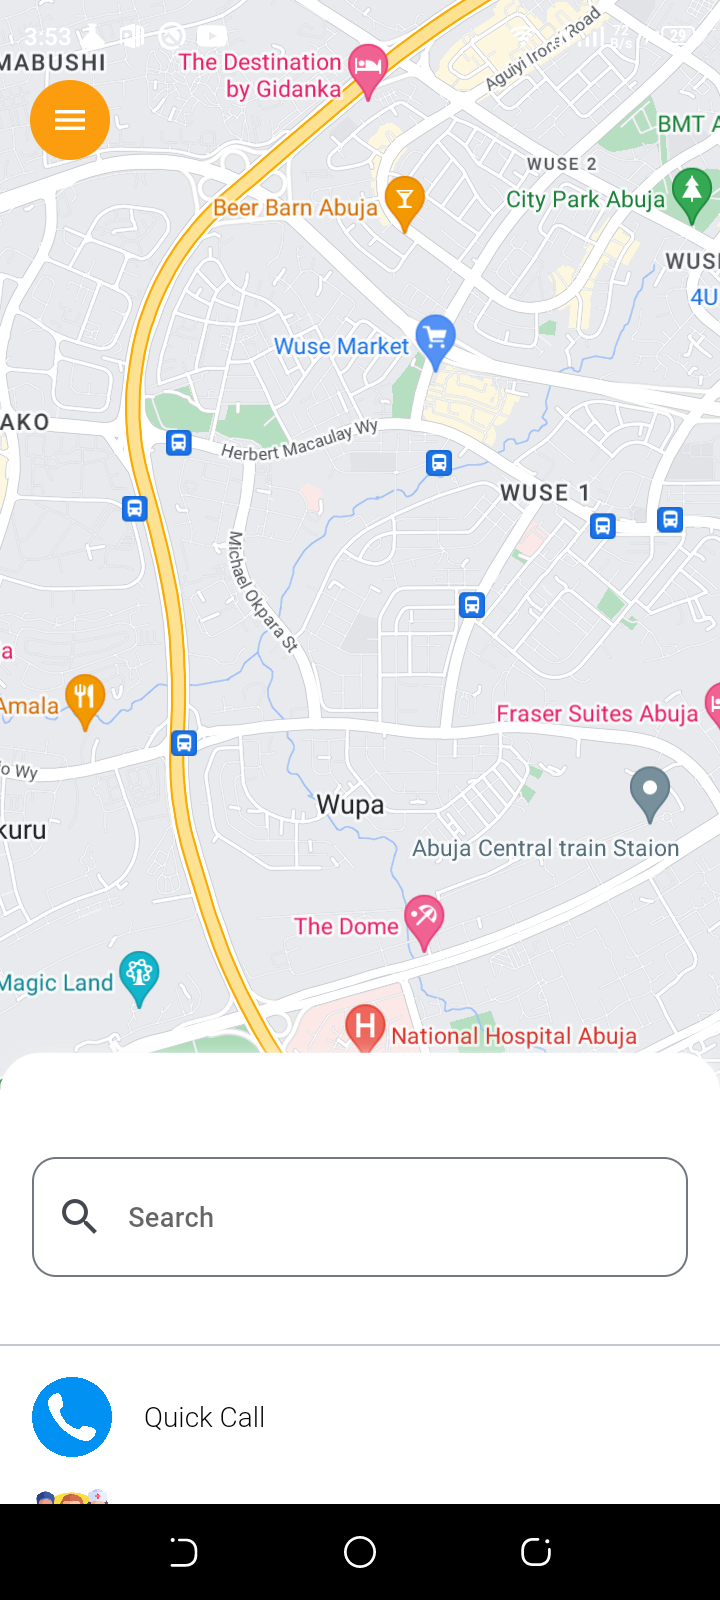 3:53
72
B/s
29
MABUSHI
The Destination
by Gidanka
Aguiyi Ironsi Road
BMT A
WUSE 2
City Park Abuja
Beer Barn Abuja
WUSE
4U
Wuse Market
AKO
Herbert Macaulay Wy
WUSE 1
Michael Okpara St
a
Amala
Fraser Suites Abuja
o Wy
Wupa
kuru
Abuja Central train Staion
The Dome
Magic Land
H
National Hospital Abuja
Search
Quick Call